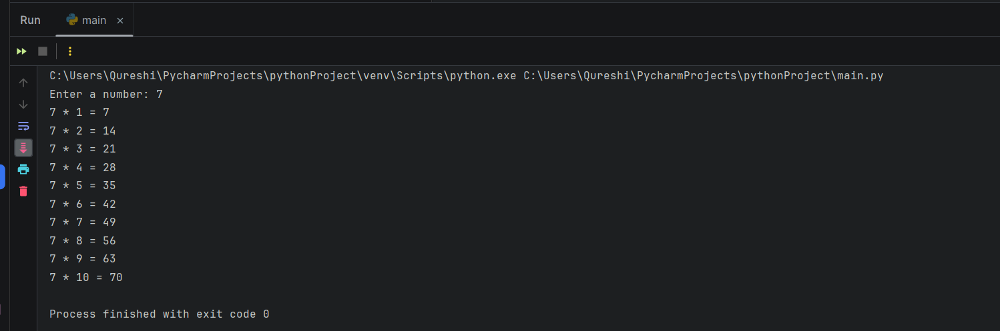 Run main
C:\Users\Qureshi\PycharmProjects\pythonProject\venv\Scripts\python.exe C:\Users\Qureshi\PycharmProjects\pythonProject\main.py
Enter a number: 7
7 * 1 = 7
7 * 2 = 14
7 * 3 = 21
7 * 4 = 28
7 * 5 = 35
7 * 6 = 42
7 * 7 = 49
7 * 8 = 56
7 * 9 = 63
7 * 10 = 70
Process finished with exit code 0